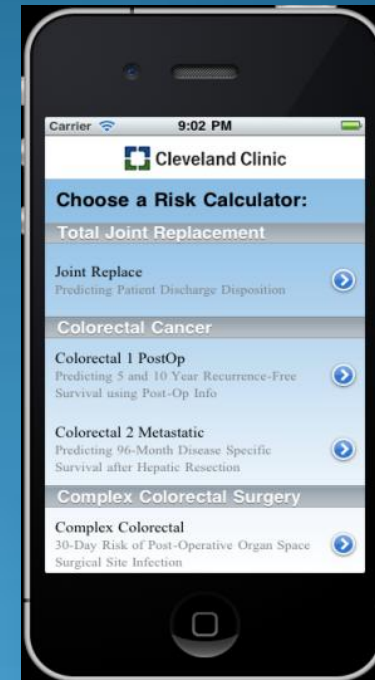 Carrier 9:02 PM
Cleveland Clinic
Choose a Risk Calculator:
Total Joint Replacement
Joint Replace
Predicting Patient Discharge Disposition
Colorectal Cancer
Colorectal 1 PostOp
Predicting 5 and 10 Year Recurrence-Free
Survival using Post-Op Info
Colorectal 2 Metastatic
Predicting 96-Month Disease Specific
Survival after Hepatic Resection
Complex Colorectal Surgery
Complex Colorectal
30-Day Risk of Post-Operative Organ Space
Surgical Site Infection